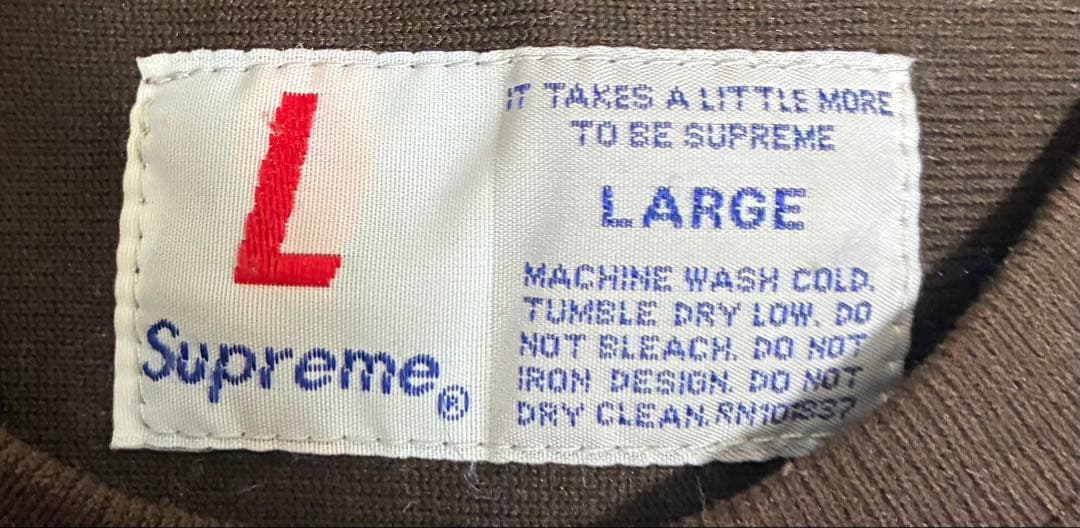 L
Supreme®
IT TAKES A LITTLE MORE
TO BE SUPREME
LARGE
MACHINE WASH COLD.
TUMBLE DRY LOW. DO
NOT BLEACH. DO NOT
IRON DESIGN. DO NOT
DRY CLEAN.